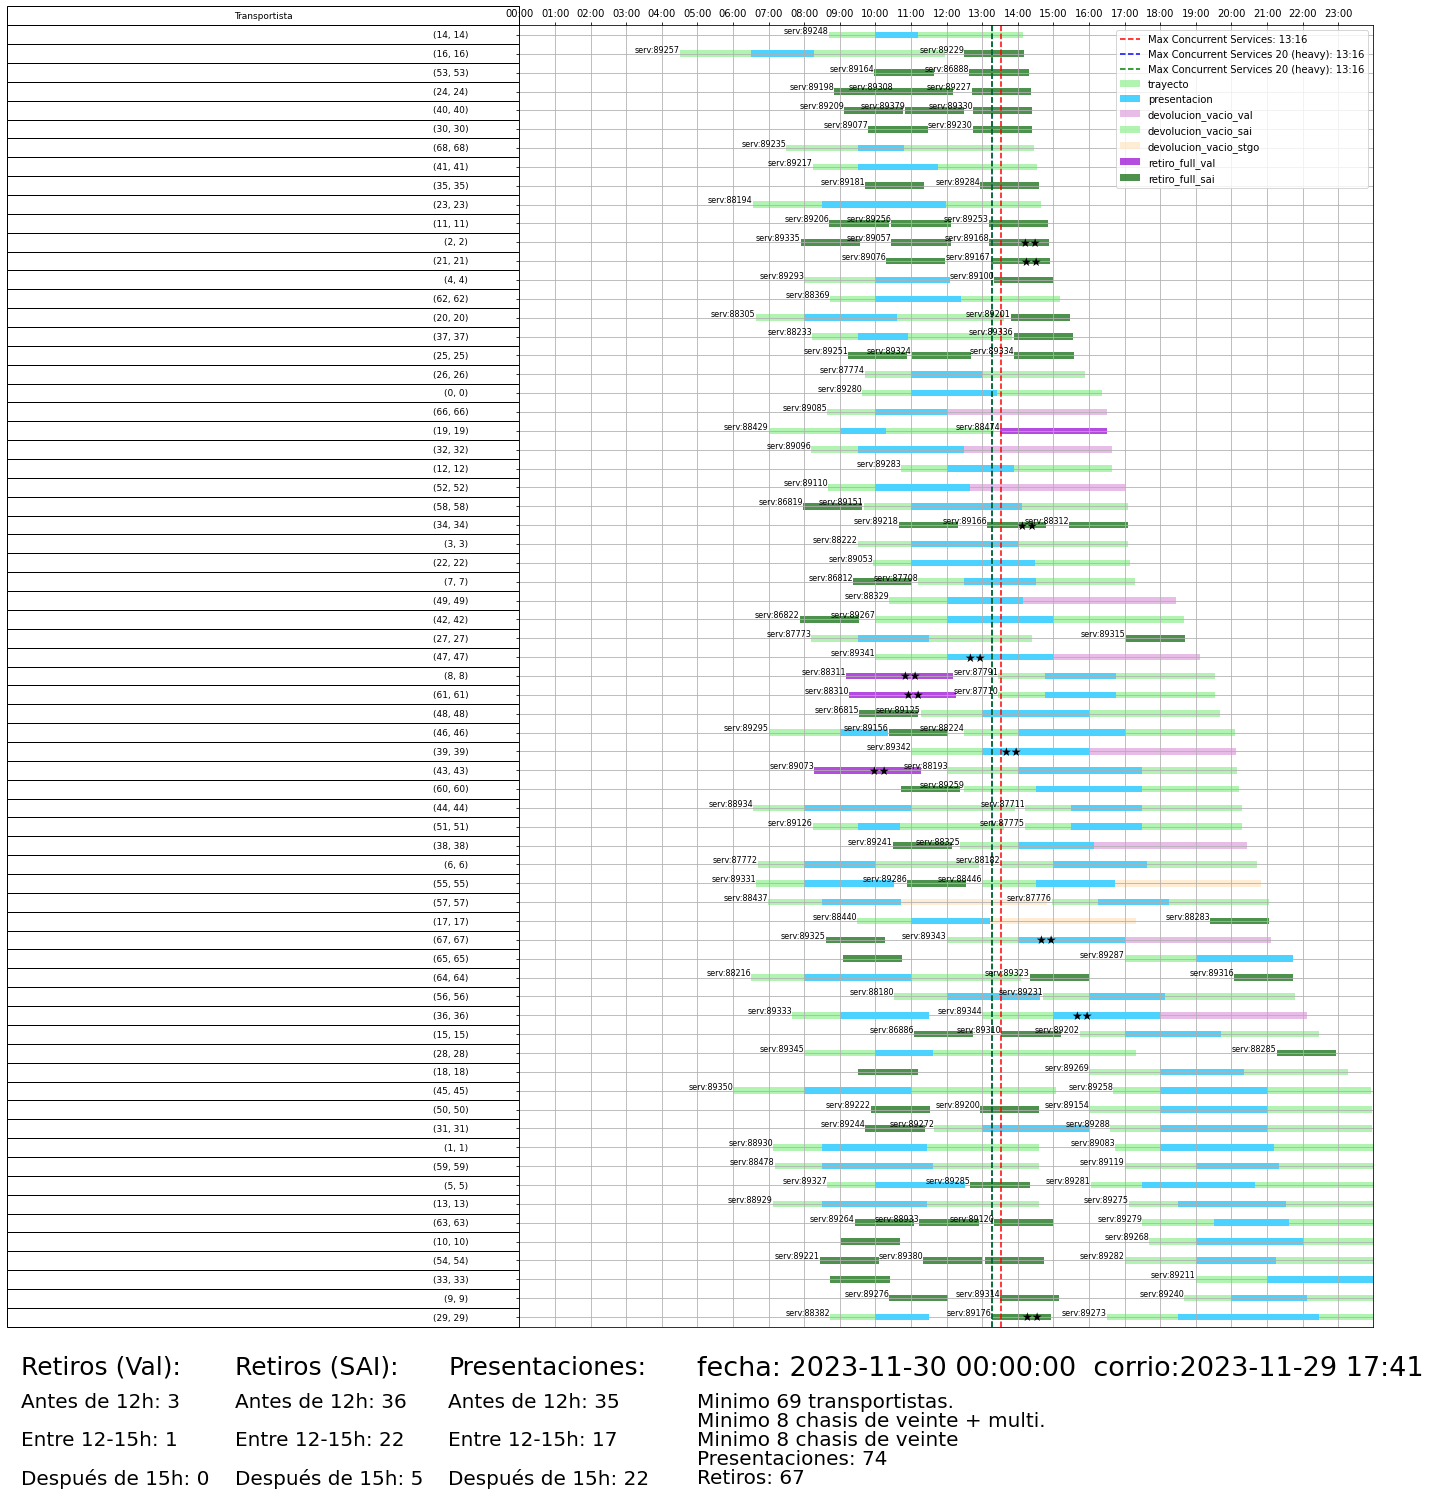 Transportista 00:00 01:00 02:00 03:00 04:00 05:00 06:00 07:00 08:00 09:00 10:00 11:00 12:00 13:00 14:00 15:00 16:00 17:00 18:00 19:00 20:00 21:00 22:00 23:00
Max Concurrent Services: 13:16
Max Concurrent Services 20 (heavy): 13:16
Max Concurrent Services 20 (heavy): 13:16
trayecto
presentacion
devolucion_vacio_val
devolucion_vacio_sai
devolucion_vacio_stgo
retiro_full_val
retiro_full_sai
(14, 14) serv:89248
(16, 16) serv:89257 serv:89229
(53, 53) serv:89164 serv:86888
(24, 24) serv:89198 serv:89308 serv:89227
(40, 40) serv:89209 serv:89379 serv:89330
(30, 30) serv:89077 serv:89230
(68, 68) serv:89235
(41, 41) serv:89217
(35, 35) serv:89181 serv:89284
(23, 23) serv:88194
(11, 11) serv:89206 serv:89256 serv:89253
(2, 2) serv:89335 serv:89057 serv:89168 ★★
(21, 21) serv:89076 serv:89167 ★★
(4, 4) serv:89293 serv:89100
(62, 62) serv:88369
(20, 20) serv:88305 serv:89201
(37, 37) serv:88233 serv:89336
(25, 25) serv:89251 serv:89324 serv:89334
(26, 26) serv:87774
(0, 0) serv:89280
(66, 66) serv:89085
(19, 19) serv:88429 serv:88474
(32, 32) serv:89096
(12, 12) serv:89283
(52, 52) serv:89110
(58, 58) serv:86819 serv:89151
(34, 34) serv:89218 serv:89166 ★★ serv:88312
(3, 3) serv:88222
(22, 22) serv:89053
(7, 7) serv:86812 serv:87708
(49, 49) serv:88329
(42, 42) serv:86822 serv:89267
(27, 27) serv:87773 serv:89315
(47, 47) serv:89341 ★★
(8, 8) serv:88311 ★★ serv:87791
(61, 61) serv:88310 ★★ serv:87710
(48, 48) serv:86815 serv:89125
(46, 46) serv:89295 serv:89156 serv:88224
(39, 39) serv:89342 ★★
(43, 43) serv:89073 ★★ serv:88193
(60, 60) serv:89259
(44, 44) serv:88934 serv:87711
(51, 51) serv:89126 serv:87775
(38, 38) serv:89241 serv:88325
(6, 6) serv:87772 serv:88182
(55, 55) serv:89331 serv:89286 serv:88446
(57, 57) serv:88437 serv:87776
(17, 17) serv:88440 serv:88283
(67, 67) serv:89325 serv:89343 ★★
(65, 65) serv:89287
(64, 64) serv:88216 serv:89323 serv:89316
(56, 56) serv:88180 serv:89231
(36, 36) serv:89333 serv:89344 ★★
(15, 15) serv:86886 serv:89310 serv:89202
(28, 28) serv:89345 serv:88285
(18, 18) serv:89269
(45, 45) serv:89350 serv:89258
(50, 50) serv:89222 serv:89200 serv:89154
(31, 31) serv:89244 serv:89272 serv:89288
(1, 1) serv:88930 serv:89083
(59, 59) serv:88478 serv:89119
(5, 5) serv:89327 serv:89285 serv:89281
(13, 13) serv:88929 serv:89275
(63, 63) serv:89264 serv:88933 serv:89120 serv:89279
(10, 10) serv:89268
(54, 54) serv:89221 serv:89380 serv:89282
(33, 33) serv:89211
(9, 9) serv:89276 serv:89314 serv:89240
(29, 29) serv:88382 serv:89176 ★★ serv:89273
Retiros (Val):
Antes de 12h: 3
Entre 12-15h: 1
Después de 15h: 0
Retiros (SAI):
Antes de 12h: 36
Entre 12-15h: 22
Después de 15h: 5
Presentaciones:
Antes de 12h: 35
Entre 12-15h: 17
Después de 15h: 22
fecha: 2023-11-30 00:00:00 corrio:2023-11-29 17:41
Minimo 69 transportistas.
Minimo 8 chasis de veinte + multi.
Minimo 8 chasis de veinte
Presentaciones: 74
Retiros: 67